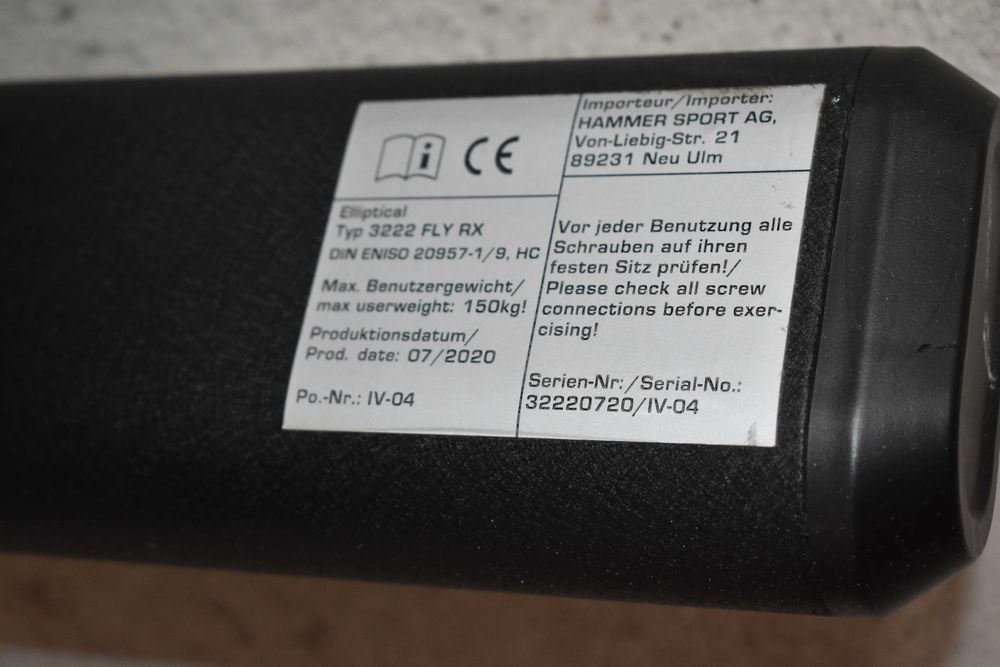 i CE
Importeur/Importer:
HAMMER SPORT AG,
Von-Liebig-Str. 21
89231 Neu Ulm
Elliptical
Typ 3222 FLY RX
DIN ENISO 20957-1/9, HC
Max. Benutzergewicht/
max userweight: 150kg!
Produktionsdatum/
Prod. date: 07/2020
Po.-Nr.: IV-04
Vor jeder Benutzung alle
Schrauben auf ihren
festen Sitz prüfen!/
Please check all screw
connections before exer-
cising!
Serien-Nr:/Serial-No.:
32220720/IV-04